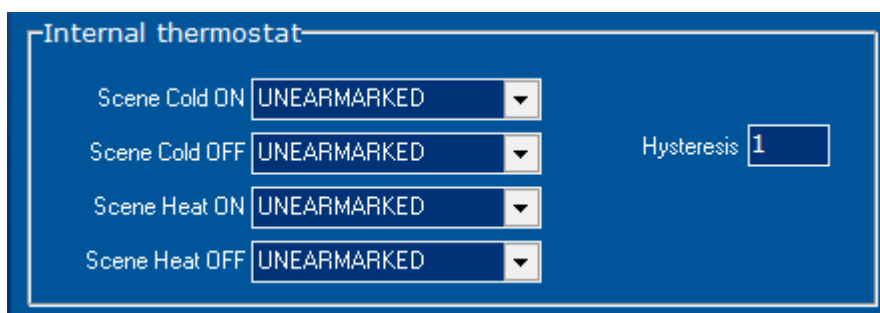 Internal thermostat
Scene Cold ON UNEARMARKED
Scene Cold OFF UNEARMARKED
Hysteresis 1
Scene Heat ON UNEARMARKED
Scene Heat OFF UNEARMARKED